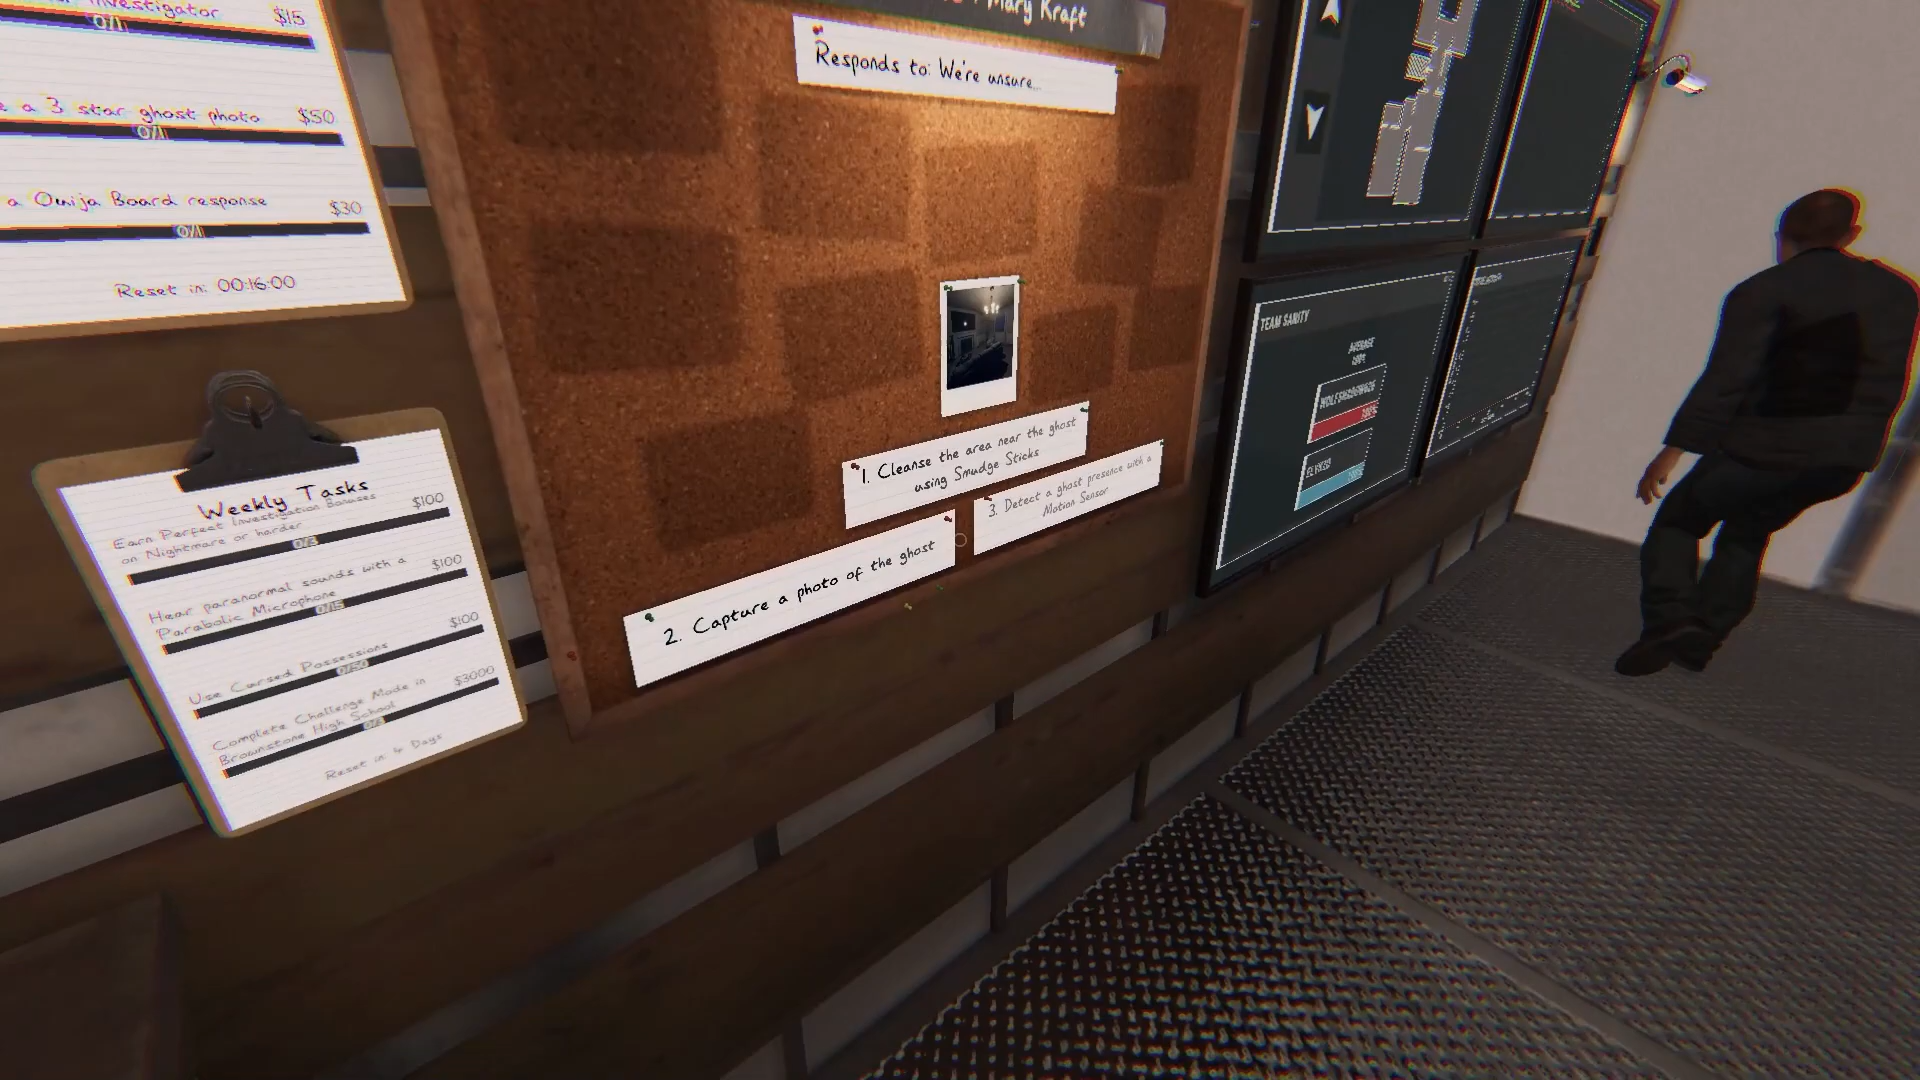 Investigator $15
0/1
a 3 star ghost photo $50
0/1
a Ouija Board response $30
0/1
Reset in: 00:16:00
Weekly Tasks
Earn Perfect Investigation Bonuses
on Nightmare or harder
$100
0/3
Hear paranormal sounds with a
Parabolic Microphone
$100
0/15
Use Cursed Possessions
$100
0/50
Complete Challenge Mode in
Brownstone High School
$3000
0/3
Reset in: 4 Days
Mary Kraft
Responds to: We're unsure...
1. Cleanse the area near the ghost
using Smudge Sticks
2. Capture a photo of the ghost
3. Detect a ghost presence with a
Motion Sensor
TEAM SANITY
AVERAGE
100%
100%